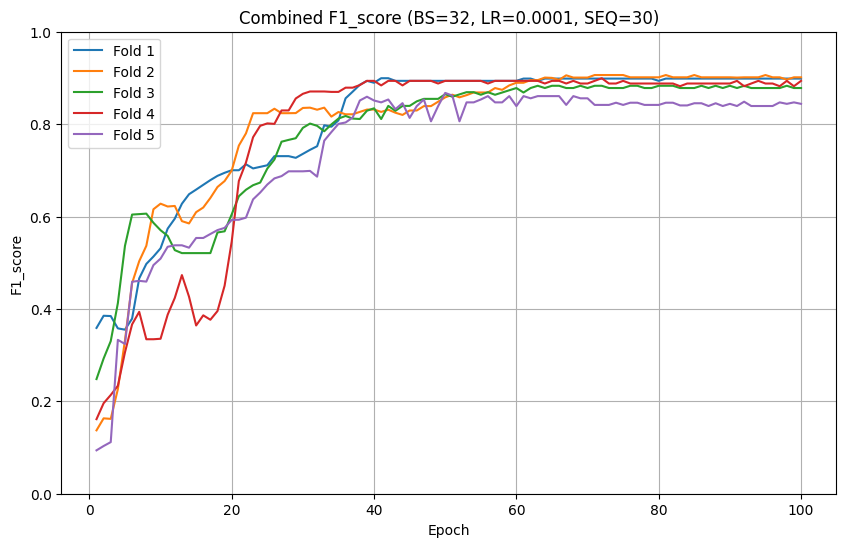 Combined F1_score (BS=32, LR=0.0001, SEQ=30)
Fold 1
Fold 2
Fold 3
Fold 4
Fold 5
F1_score
1.0
0.8
0.6
0.4
0.2
0.0
0 20 40 60 80 100
Epoch